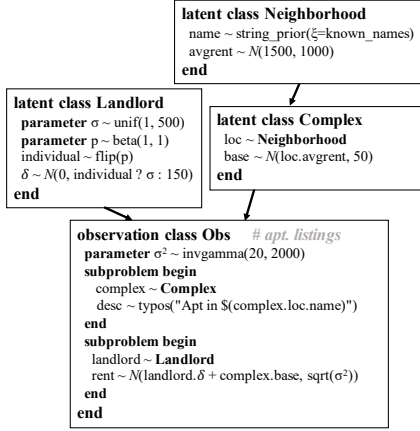 latent class Neighborhood
name ~ string_prior(ξ=known_names)
avgrent ~ N(1500, 1000)
end
latent class Landlord
parameter σ ~ unif(1, 500)
parameter p ~ beta(1, 1)
individual ~ flip(p)
δ ~ N(0, individual ? σ : 150)
end
latent class Complex
loc ~ Neighborhood
base ~ N(loc.avgrent, 50)
end
observation class Obs # apt. listings
parameter σ² ~ invgamma(20, 2000)
subproblem begin
complex ~ Complex
desc ~ typos("Apt in $(complex.loc.name)")
end
subproblem begin
landlord ~ Landlord
rent ~ N(landlord.δ + complex.base, sqrt(σ²))
end
end